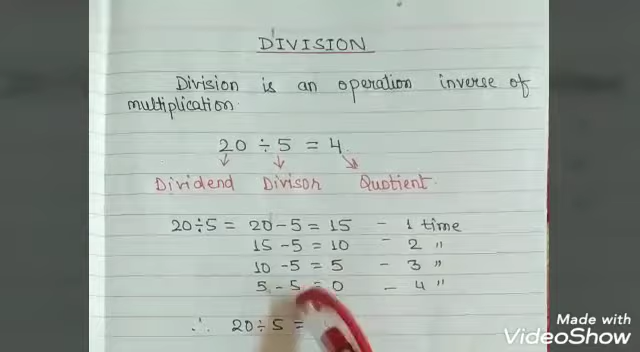 DIVISION
Division is an operation inverse of
multiplication.
20 ÷ 5 = 4.
Dividend Divisor Quotient.
20÷5 = 20 - 5 = 15 - 1 time
15 - 5 = 10 - 2 "
10 - 5 = 5 - 3 "
5 - 5 = 0 - 4 "
∴ 20 ÷ 5 =
Made with
VideoShow